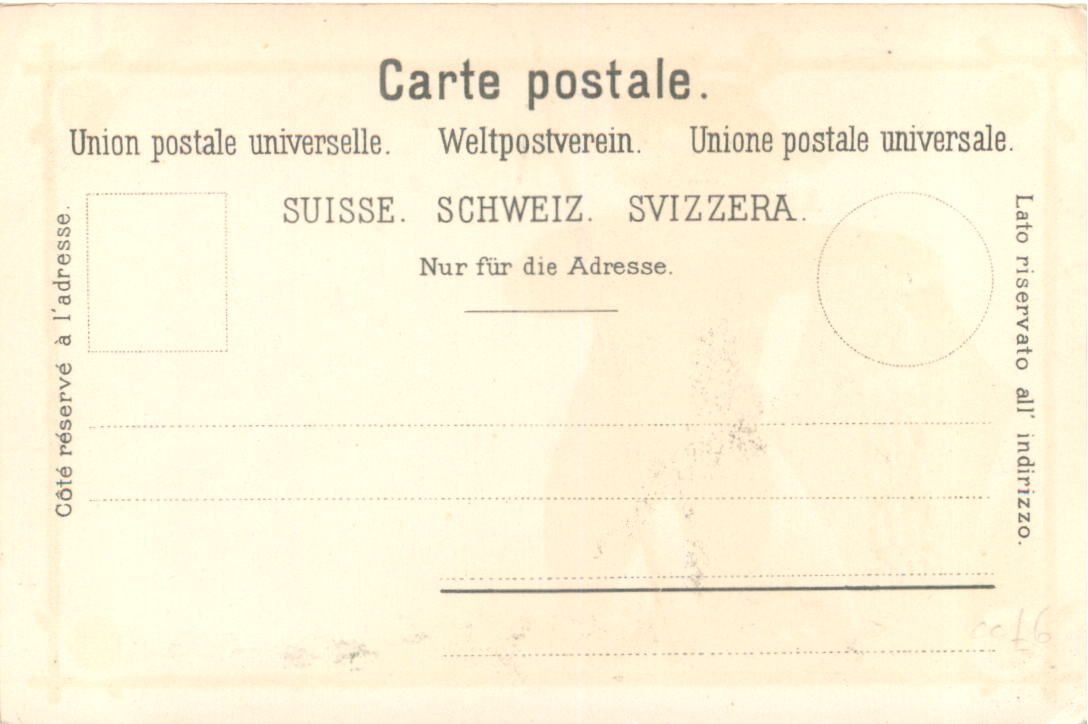 Carte postale.
Union postale universelle. Weltpostverein. Unione postale universale.
SUISSE. SCHWEIZ. SVIZZERA.
Nur für die Adresse.
Côté réservé à l'adresse.
Lato riservato all' indirizzo.